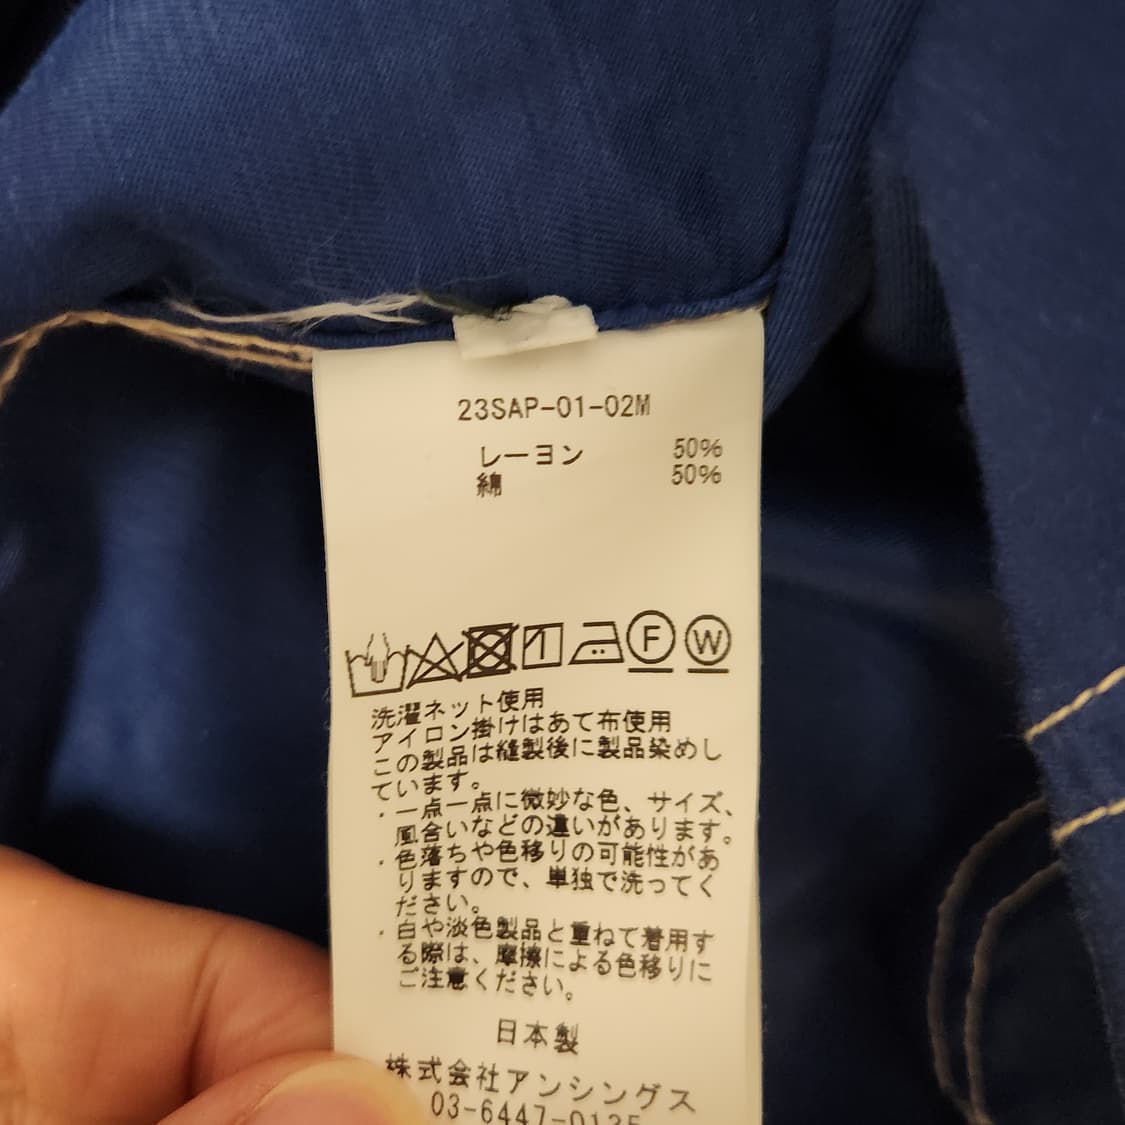 23SAP-01-02M
レーヨン 50%
綿 50%
F W
洗濯ネット使用
アイロン掛けはあて布使用
この製品は縫製後に製品染めし
ています。
・一点一点に微妙な色、サイズ、
風合いなどの違いがあります。
・色落ちや色移りの可能性があ
りますので、単独で洗ってく
ださい。
・白や淡色製品と重ねて着用す
る際は、摩擦による色移りに
ご注意ください。
日本製
株式会社アンシングス
03-6447-0135